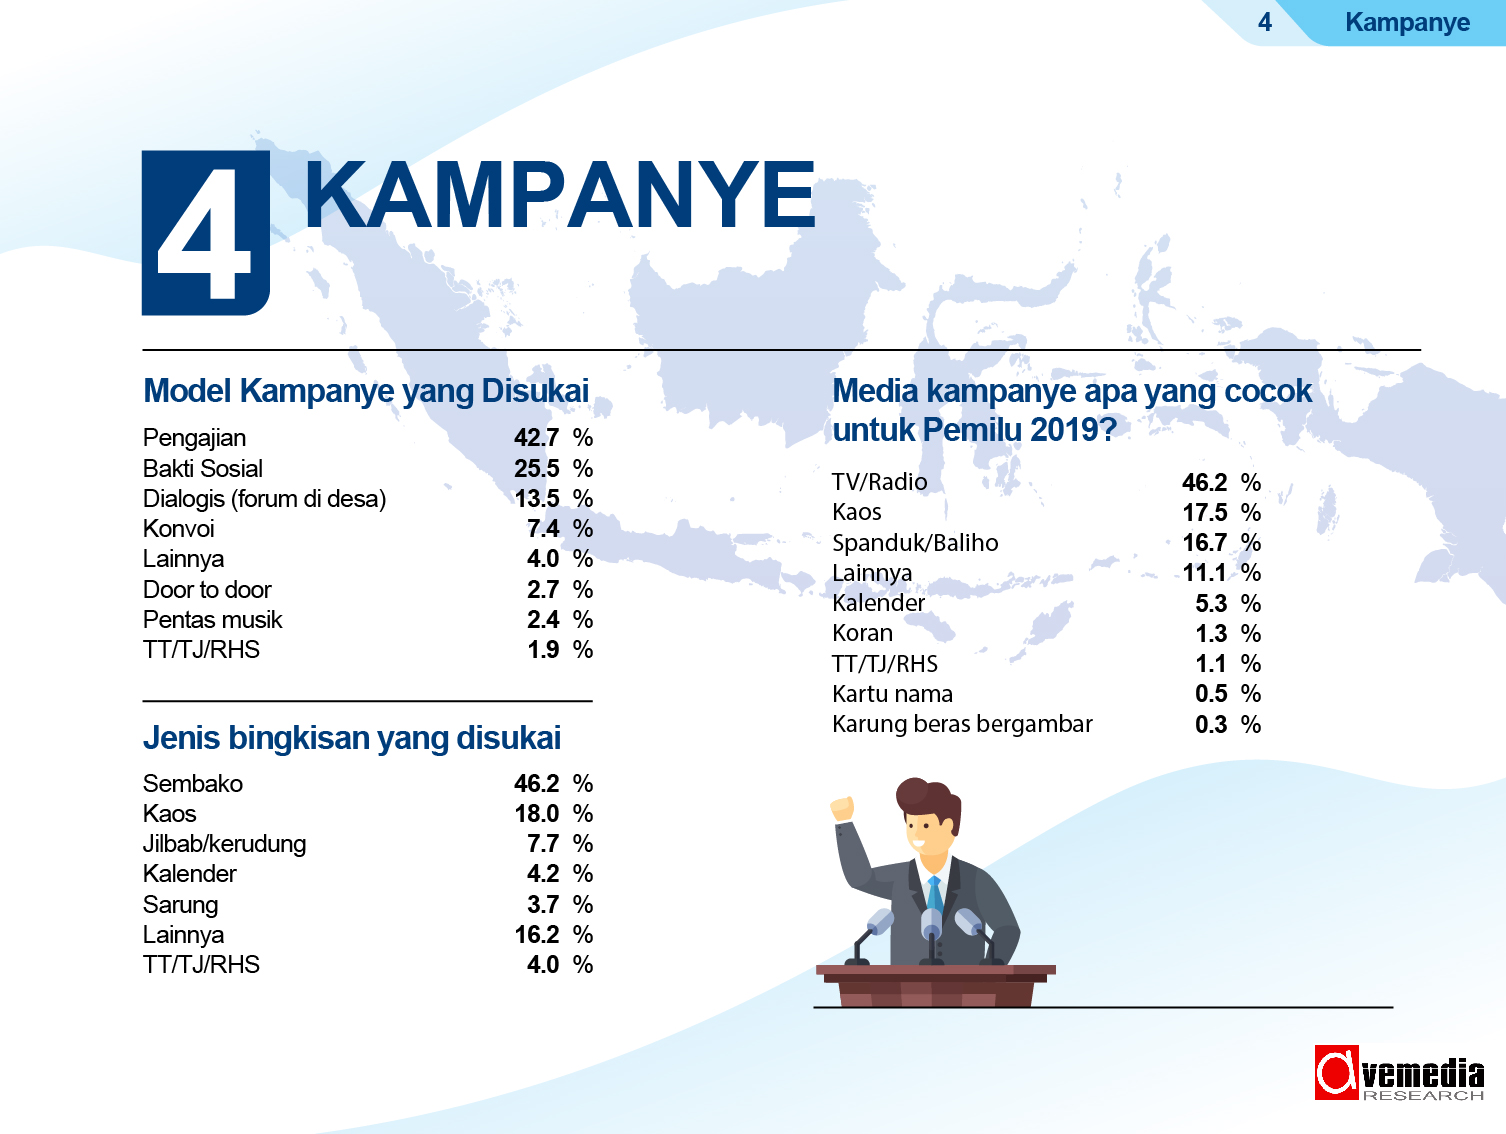 4 Kampanye
4 KAMPANYE
Model Kampanye yang Disukai
Pengajian 42.7 %
Bakti Sosial 25.5 %
Dialogis (forum di desa) 13.5 %
Konvoi 7.4 %
Lainnya 4.0 %
Door to door 2.7 %
Pentas musik 2.4 %
TT/TJ/RHS 1.9 %
Jenis bingkisan yang disukai
Sembako 46.2 %
Kaos 18.0 %
Jilbab/kerudung 7.7 %
Kalender 4.2 %
Sarung 3.7 %
Lainnya 16.2 %
TT/TJ/RHS 4.0 %
Media kampanye apa yang cocok
untuk Pemilu 2019?
TV/Radio 46.2 %
Kaos 17.5 %
Spanduk/Baliho 16.7 %
Lainnya 11.1 %
Kalender 5.3 %
Koran 1.3 %
TT/TJ/RHS 1.1 %
Kartu nama 0.5 %
Karung beras bergambar 0.3 %
avemedia
RESEARCH